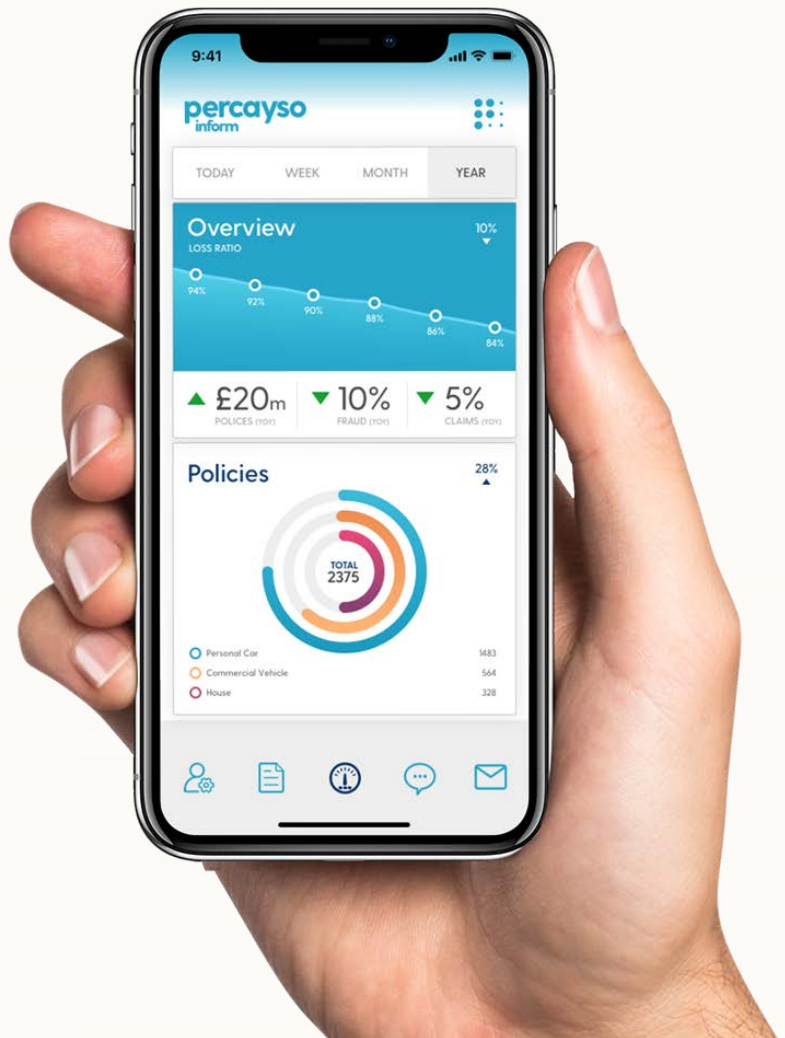 9:41
percayso
inform
TODAY WEEK MONTH YEAR
Overview 10%
LOSS RATIO
94% 92% 90% 88% 86% 84%
£20m 10% 5%
POLICES (YOY) FRAUD (YOY) CLAIMS (YOY)
Policies 28%
TOTAL
2375
Personal Car 1483
Commercial Vehicle 564
House 328